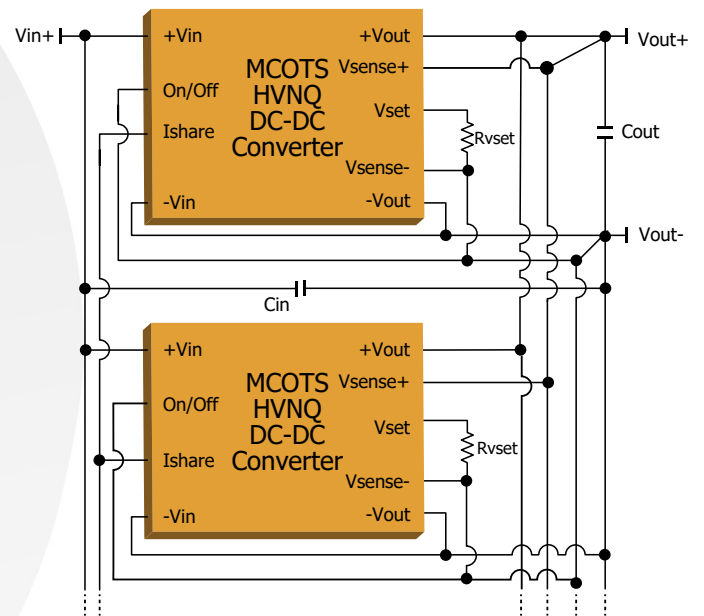 Vin+
+Vin
+Vout
Vout+
MCOTS
HVNQ
DC-DC
Converter
Vsense+
On/Off
Vset
Ishare
Rvset
Cout
Vsense-
-Vin
-Vout
Vout-
Cin
+Vin
+Vout
MCOTS
HVNQ
DC-DC
Converter
Vsense+
On/Off
Vset
Ishare
Rvset
Vsense-
-Vin
-Vout